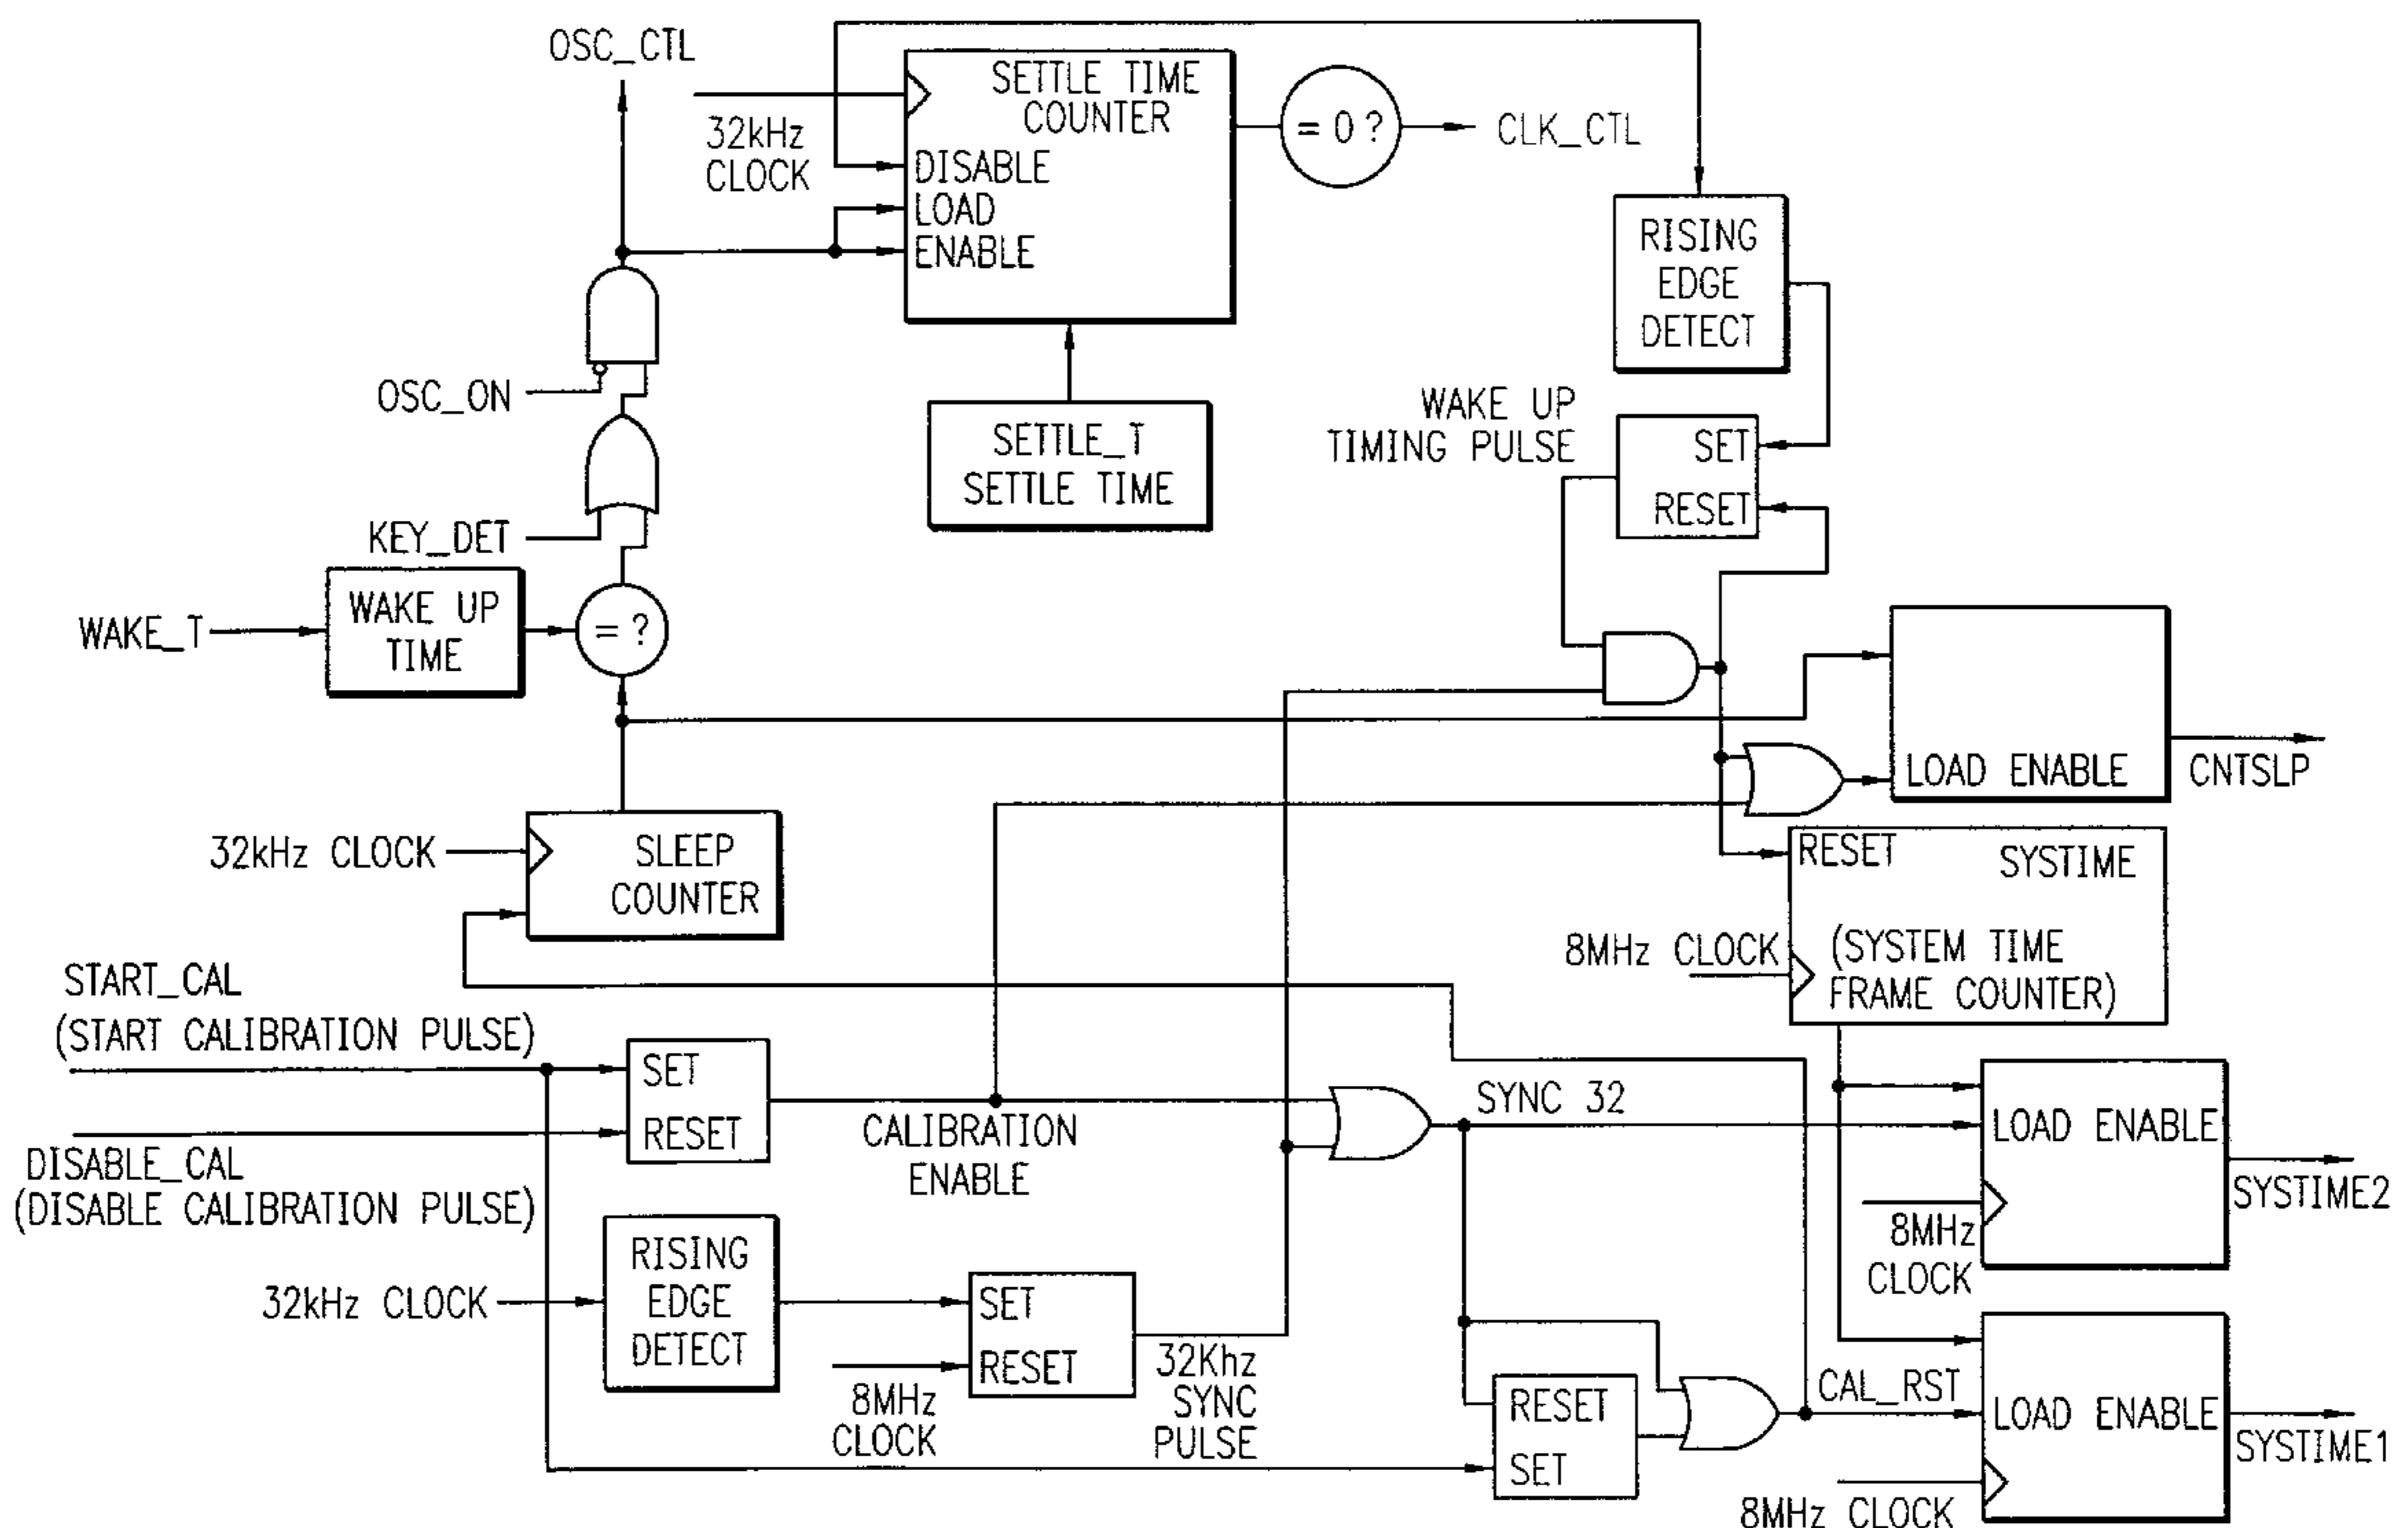 OSC_CTL
32kHz
CLOCK
SETTLE TIME
COUNTER
DISABLE
LOAD
ENABLE
= 0 ?
CLK_CTL
RISING
EDGE
DETECT
OSC_ON
SETTLE_T
SETTLE TIME
WAKE UP
TIMING PULSE
SET
RESET
KEY_DET
WAKE_T
WAKE UP
TIME
= ?
LOAD ENABLE
CNTSLP
32kHz CLOCK
SLEEP
COUNTER
RESET
SYSTIME
8MHz CLOCK
(SYSTEM TIME
FRAME COUNTER)
START_CAL
(START CALIBRATION PULSE)
SET
RESET
DISABLE_CAL
(DISABLE CALIBRATION PULSE)
CALIBRATION
ENABLE
SYNC 32
LOAD ENABLE
SYSTIME2
8MHz
CLOCK
32kHz CLOCK
RISING
EDGE
DETECT
SET
RESET
8MHz
CLOCK
32Khz
SYNC
PULSE
RESET
SET
CAL_RST
LOAD ENABLE
SYSTIME1
8MHz CLOCK